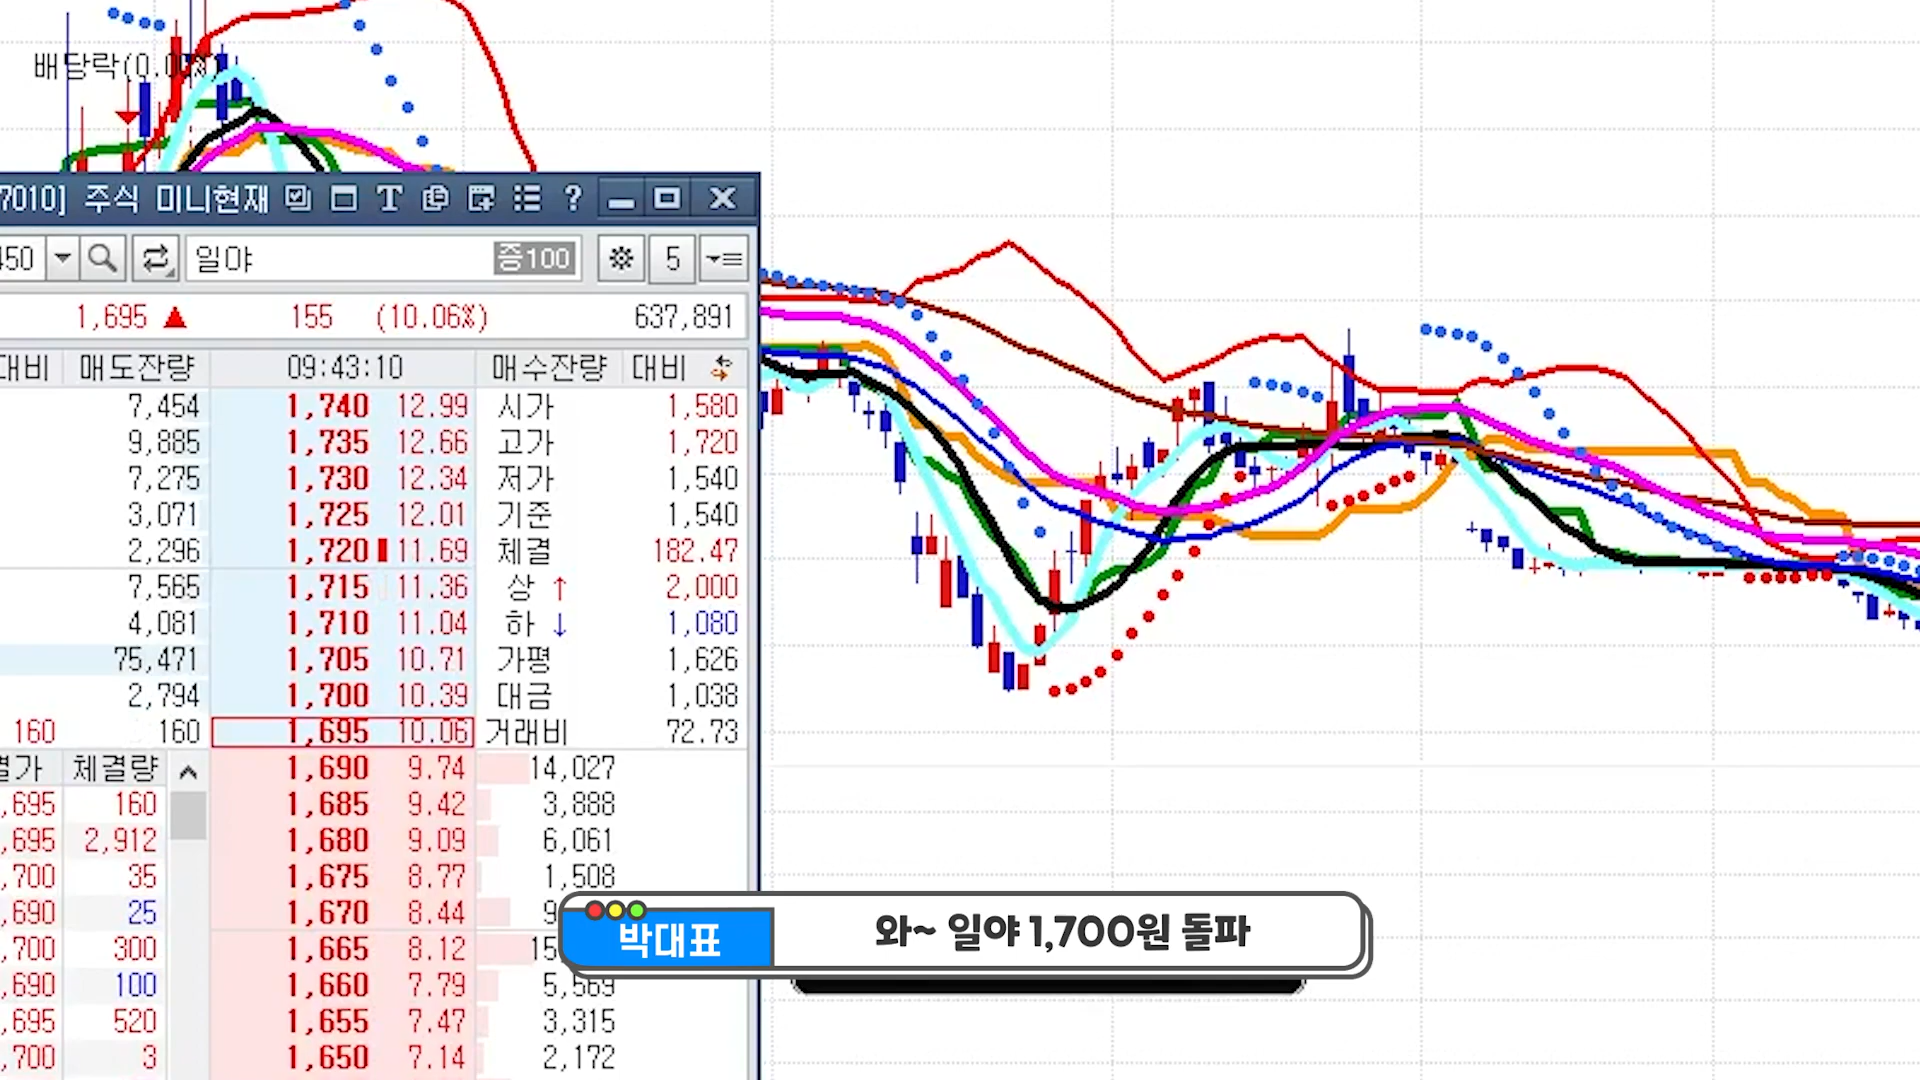 배당락(0.00%)
7010] 주식 미니현재
450 일야 증100 5
1,695 ▲ 155 (10.06%) 637,891
대비 매도잔량 09:43:10 매수잔량 대비
7,454 1,740 12.99 시가 1,580
9,885 1,735 12.66 고가 1,720
7,275 1,730 12.34 저가 1,540
3,071 1,725 12.01 기준 1,540
2,296 1,720 11.69 체결 182.47
7,565 1,715 11.36 상 ↑ 2,000
4,081 1,710 11.04 하 ↓ 1,080
75,471 1,705 10.71 가평 1,626
2,794 1,700 10.39 대금 1,038
160 160 1,695 10.06 거래비 72.73
결가 체결량 1,690 9.74 14,027
,695 160 1,685 9.42 3,888
,695 2,912 1,680 9.09 6,061
,700 35 1,675 8.77 1,508
,690 25 1,670 8.44 9
,700 300 1,665 8.12 15
,690 100 1,660 7.79 5,569
,695 520 1,655 7.47 3,315
,700 3 1,650 7.14 2,172
박대표
와~ 일야 1,700원 돌파